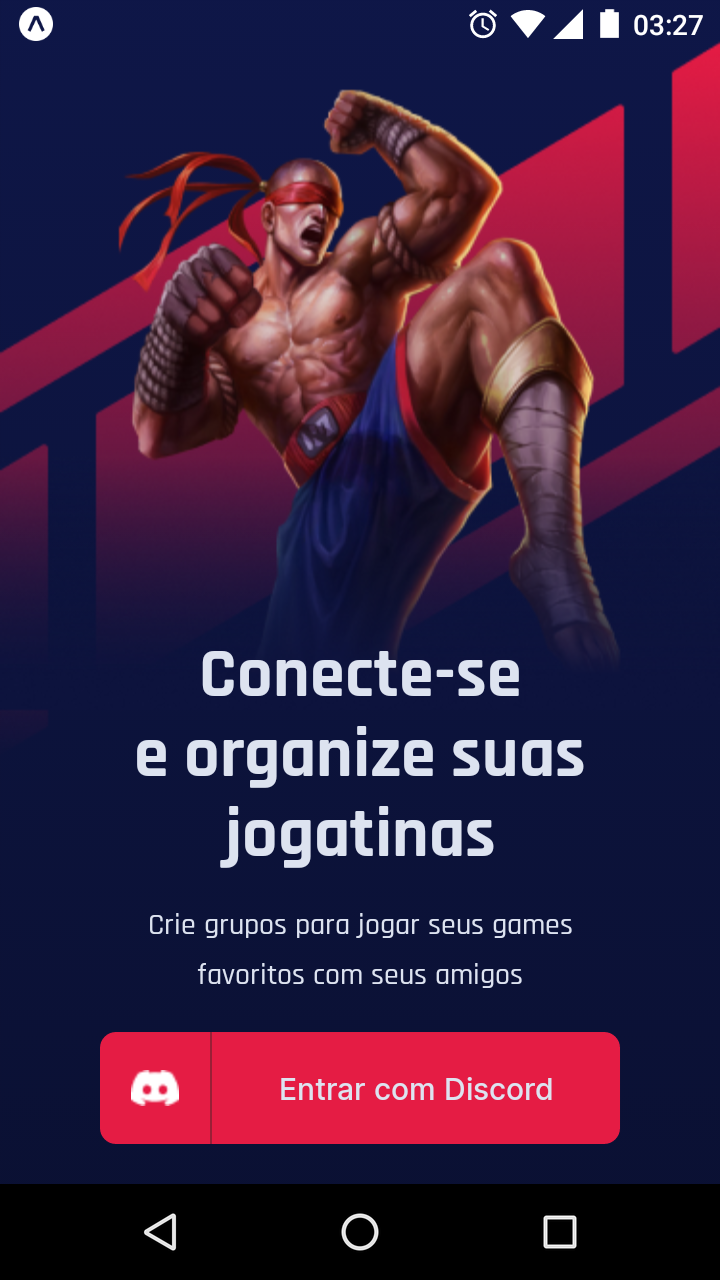 03:27
Conecte-se
e organize suas
jogatinas
Crie grupos para jogar seus games
favoritos com seus amigos
Entrar com Discord